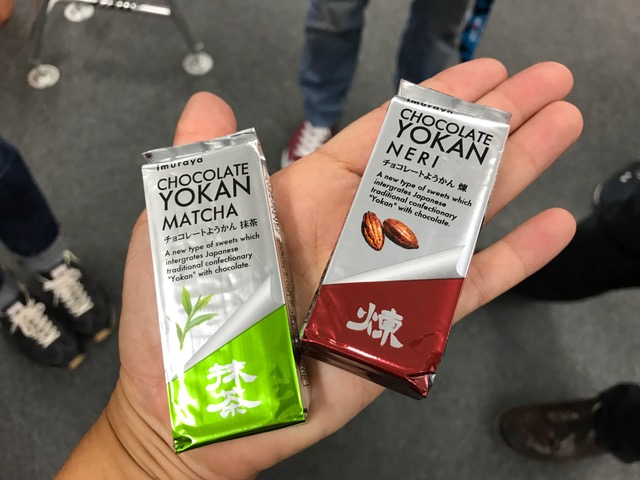 imuraya
CHOCOLATE
YOKAN
MATCHA
チョコレートようかん 抹茶
A new type of sweets which
intergrates Japanese
traditional confectionary
"Yokan" with chocolate.
抹茶
imuraya
CHOCOLATE
YOKAN
NERI
チョコレートようかん 煉
A new type of sweets which
intergrates Japanese
traditional confectionary
"Yokan" with chocolate.
煉